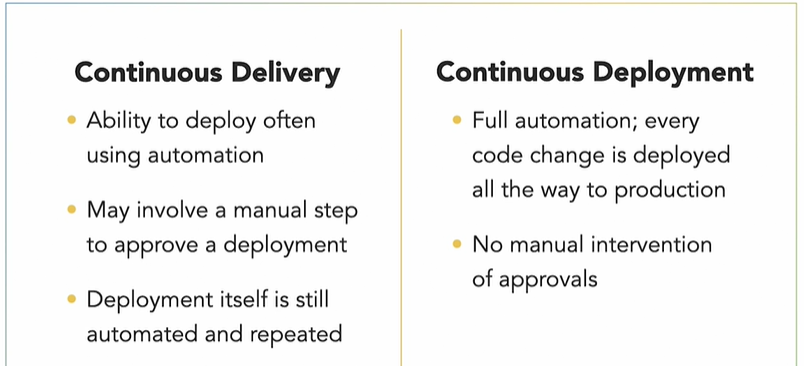 Continuous Delivery
• Ability to deploy often
using automation
• May involve a manual step
to approve a deployment
• Deployment itself is still
automated and repeated
Continuous Deployment
• Full automation; every
code change is deployed
all the way to production
• No manual intervention
of approvals